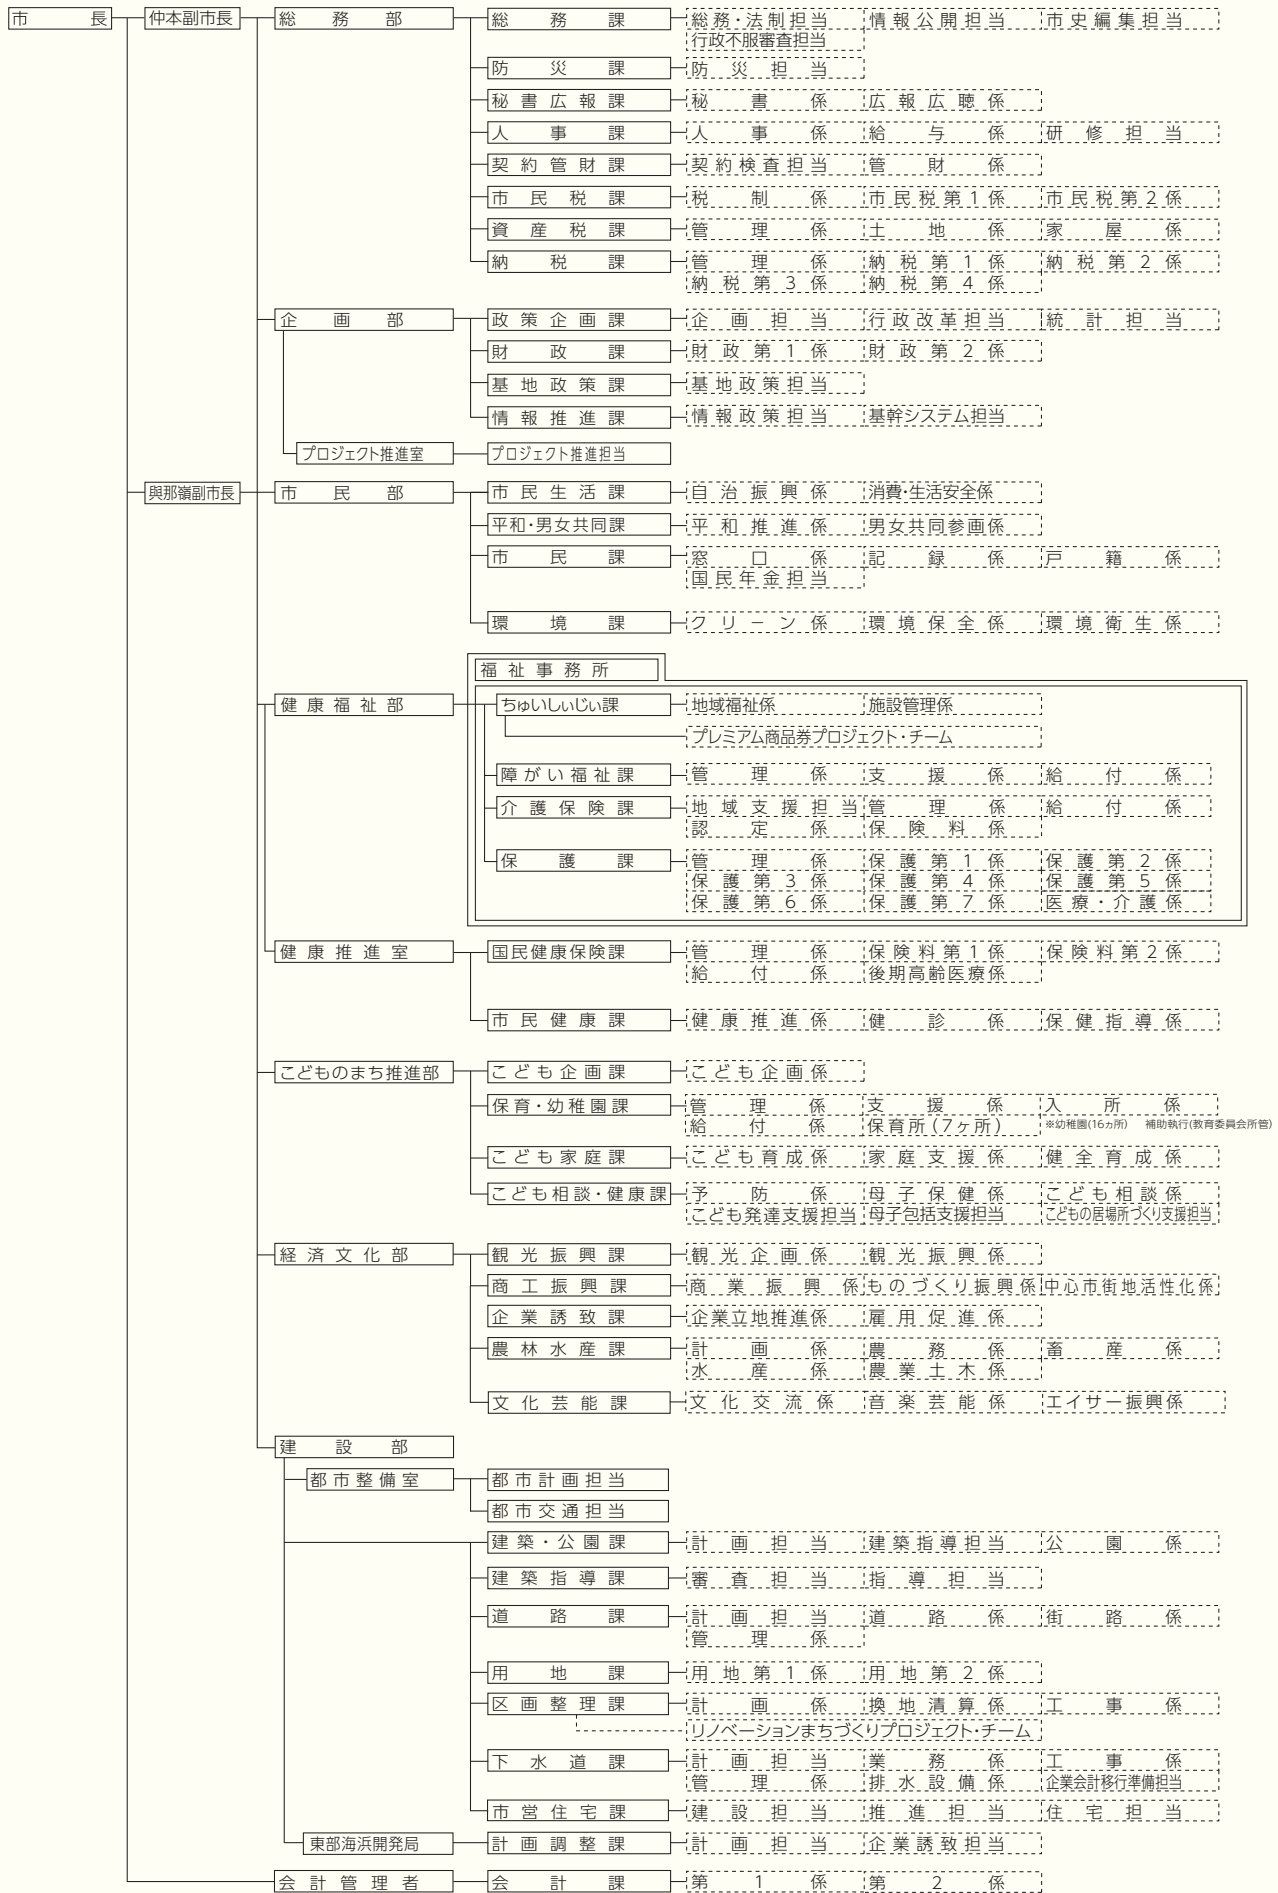 市長 仲本副市長 総務部 総務課 総務・法制担当 情報公開担当 市史編集担当
行政不服審査担当
防災課 防災担当
秘書広報課 秘書係 広報広聴係
人事課 人事係 給与係 研修担当
契約管財課 契約検査担当 管財係
市民税課 税制係 市民税第1係 市民税第2係
資産税課 管理係 土地係 家屋係
納税課 管理係 納税第1係 納税第2係
納税第3係 納税第4係
企画部 政策企画課 企画担当 行政改革担当 統計担当
財政課 財政第1係 財政第2係
基地政策課 基地政策担当
情報推進課 情報政策担当 基幹システム担当
プロジェクト推進室 プロジェクト推進担当
與那嶺副市長 市民部 市民生活課 自治振興係 消費・生活安全係
平和・男女共同課 平和推進係 男女共同参画係
市民課 窓口係 記録係 戸籍係
国民年金担当
環境課 クリーン係 環境保全係 環境衛生係
福祉事務所
健康福祉部 ちゅいしぃじぃ課 地域福祉係 施設管理係
プレミアム商品券プロジェクト・チーム
障がい福祉課 管理係 支援係 給付係
介護保険課 地域支援担当 管理係 給付係
認定係 保険料係
保護課 管理係 保護第1係 保護第2係
保護第3係 保護第4係 保護第5係
保護第6係 保護第7係 医療・介護係
健康推進室 国民健康保険課 管理係 保険料第1係 保険料第2係
給付係 後期高齢医療係
市民健康課 健康推進係 健診係 保健指導係
こどものまち推進部 こども企画課 こども企画係
保育・幼稚園課 管理係 支援係 入所係
給付係 保育所(7ヶ所) ※幼稚園(16ヵ所) 補助執行(教育委員会所管)
こども家庭課 こども育成係 家庭支援係 健全育成係
こども相談・健康課 予防係 母子保健係 こども相談係
こども発達支援担当 母子包括支援担当 こどもの居場所づくり支援担当
経済文化部 観光振興課 観光企画係 観光振興係
商工振興課 商業振興係 ものづくり振興係 中心市街地活性化係
企業誘致課 企業立地推進係 雇用促進係
農林水産課 計画係 農務係 畜産係
水産係 農業土木係
文化芸能課 文化交流係 音楽芸能係 エイサー振興係
建設部
都市整備室 都市計画担当
都市交通担当
建築・公園課 計画担当 建築指導担当 公園係
建築指導課 審査担当 指導担当
道路課 計画担当 道路係 街路係
管理係
用地課 用地第1係 用地第2係
区画整理課 計画係 換地清算係 工事係
リノベーションまちづくりプロジェクト・チーム
下水道課 計画担当 業務係 工事係
管理係 排水設備係 企業会計移行準備担当
市営住宅課 建設担当 推進担当 住宅担当
東部海浜開発局 計画調整課 計画担当 企業誘致担当
会計管理者 会計課 第1係 第2係